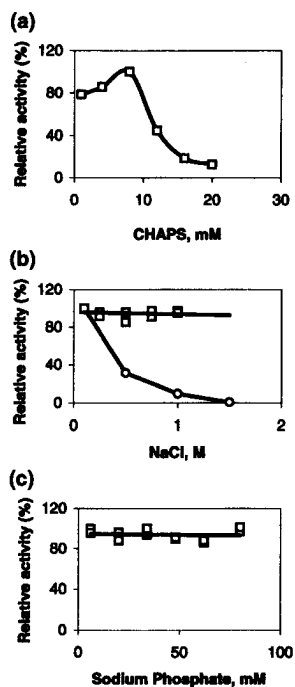 (a)
Relative activity (%)
120
80
40
0
0 10 20 30
CHAPS, mM
(b)
Relative activity (%)
120
80
40
0
0 1 2
NaCl, M
(c)
Relative activity (%)
120
80
40
0
0 50 100
Sodium Phosphate, mM